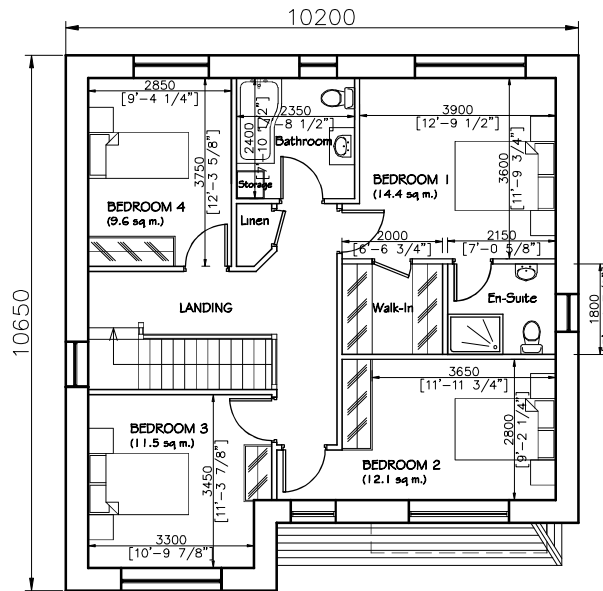 10200
10650
2850
[9'-4 1/4"]
2350
[7'-8 1/2"]
3900
[12'-9 1/2"]
2400
[7'-10 1/2"]
Bathroom
3750
[12'-3 5/8"]
3600
[11'-9 3/4"]
BEDROOM 4
(9.6 sq m.)
Storage
BEDROOM 1
(14.4 sq m.)
Linen
2000
[6'-6 3/4"]
2150
[7'-0 5/8"]
LANDING
Walk-In
En-Suite
1800
3650
[11'-11 3/4"]
2800
[9'-2 1/4"]
BEDROOM 3
(11.5 sq m.)
3450
[11'-3 7/8"]
BEDROOM 2
(12.1 sq m.)
3300
[10'-9 7/8"]